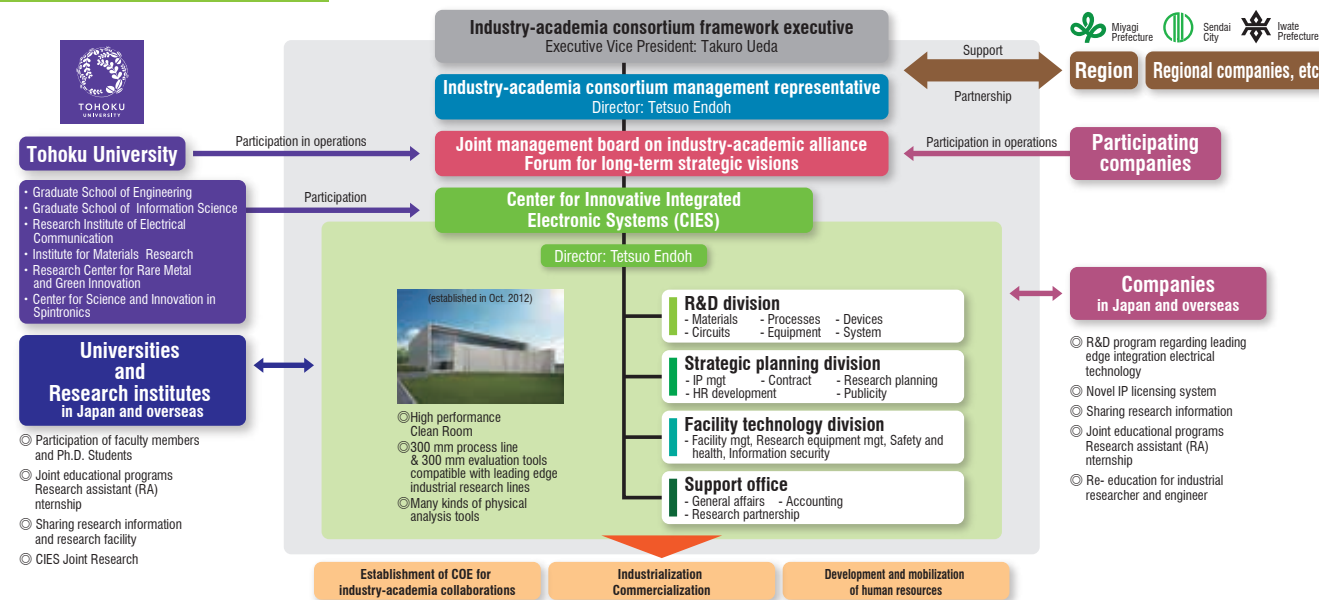 Industry-academia consortium framework executive
Executive Vice President: Takuro Ueda
Industry-academia consortium management representative
Director: Tetsuo Endoh
Joint management board on industry-academic alliance
Forum for long-term strategic visions
Center for Innovative Integrated
Electronic Systems (CIES)
Director: Tetsuo Endoh
TOHOKU
UNIVERSITY
Tohoku University
Participation in operations
・Graduate School of Engineering
・Graduate School of Information Science
・Research Institute of Electrical
Communication
・Institute for Materials Research
・Research Center for Rare Metal
and Green Innovation
・Center for Science and Innovation in
Spintronics
Participation
Universities
and
Research institutes
in Japan and overseas
◎ Participation of faculty members
and Ph.D. Students
◎ Joint educational programs
Research assistant (RA)
nternship
◎ Sharing research information
and research facility
◎ CIES Joint Research
(established in Oct. 2012)
◎High performance
Clean Room
◎300 mm process line
& 300 mm evaluation tools
compatible with leading edge
industrial research lines
◎Many kinds of physical
analysis tools
R&D division
- Materials - Processes - Devices
- Circuits - Equipment - System
Strategic planning division
- IP mgt - Contract - Research planning
- HR development - Publicity
Facility technology division
- Facility mgt, Research equipment mgt, Safety and
health, Information security
Support office
- General affairs - Accounting
- Research partnership
Support
Partnership
Miyagi
Prefecture
Sendai
City
Iwate
Prefecture
Region
Regional companies, etc
Participation in operations
Participating
companies
Companies
in Japan and overseas
◎ R&D program regarding leading
edge integration electrical
technology
◎ Novel IP licensing system
◎ Sharing research information
◎ Joint educational programs
Research assistant (RA)
nternship
◎ Re- education for industrial
researcher and engineer
Establishment of COE for
industry-academia collaborations
Industrialization
Commercialization
Development and mobilization
of human resources